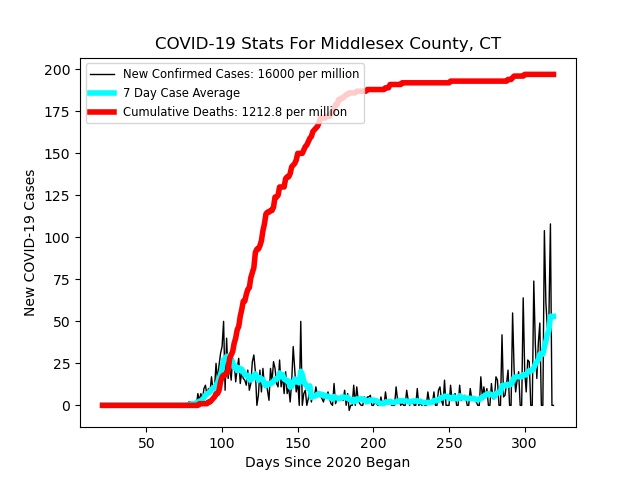 COVID-19 Stats For Middlesex County, CT
New Confirmed Cases: 16000 per million
7 Day Case Average
Cumulative Deaths: 1212.8 per million
New COVID-19 Cases
200
175
150
125
100
75
50
25
0
50 100 150 200 250 300
Days Since 2020 Began